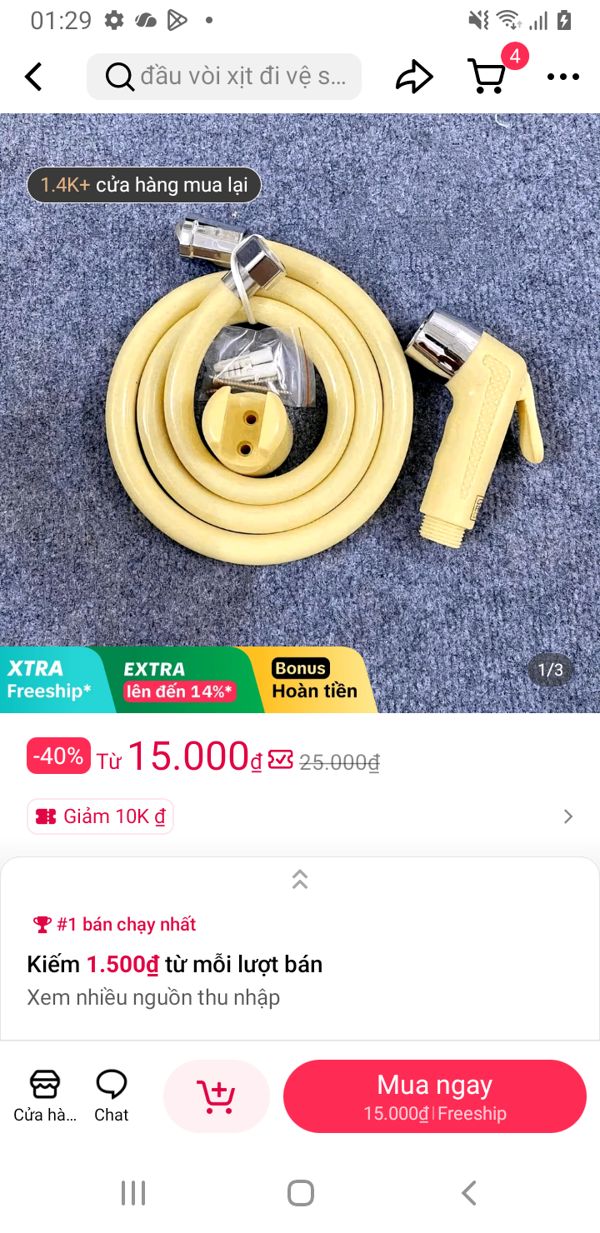 01:29
4
đầu vòi xịt đi vệ s...
1.4K+ cửa hàng mua lại
XTRA
Freeship*
EXTRA
lên đến 14%*
Bonus
Hoàn tiền
1/3
-40% Từ 15.000₫ 25.000₫
Giảm 10K ₫
#1 bán chạy nhất
Kiếm 1.500₫ từ mỗi lượt bán
Xem nhiều nguồn thu nhập
Cửa hà...
Chat
Mua ngay
15.000₫|Freeship